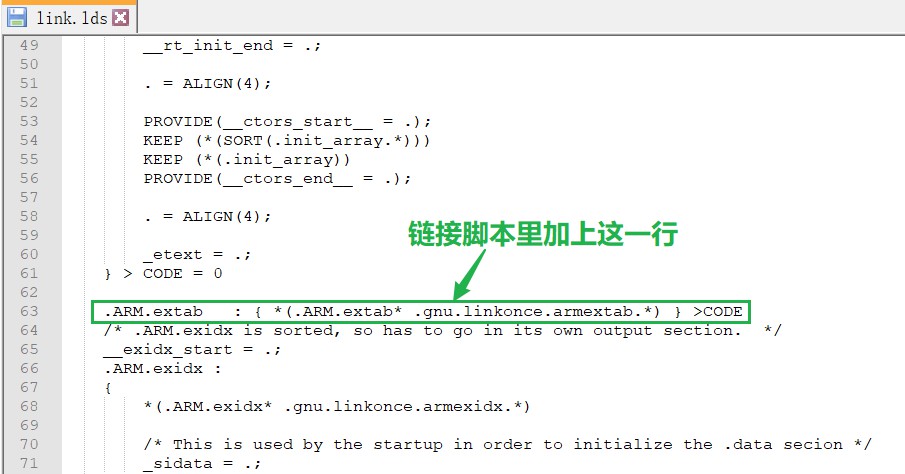 link.lds
49 __rt_init_end = .;
50
51 . = ALIGN(4);
52
53 PROVIDE(__ctors_start__ = .);
54 KEEP (*(SORT(.init_array.*)))
55 KEEP (*(.init_array))
56 PROVIDE(__ctors_end__ = .);
57
58 . = ALIGN(4);
59
链接脚本里加上这一行
60 _etext = .;
61 } > CODE = 0
62
63 .ARM.extab : { *(.ARM.extab* .gnu.linkonce.armextab.*) } >CODE
64 /* .ARM.exidx is sorted, so has to go in its own output section. */
65 __exidx_start = .;
66 .ARM.exidx :
67 {
68 *(.ARM.exidx* .gnu.linkonce.armexidx.*)
69
70 /* This is used by the startup in order to initialize the .data secion */
71 _sidata = .;